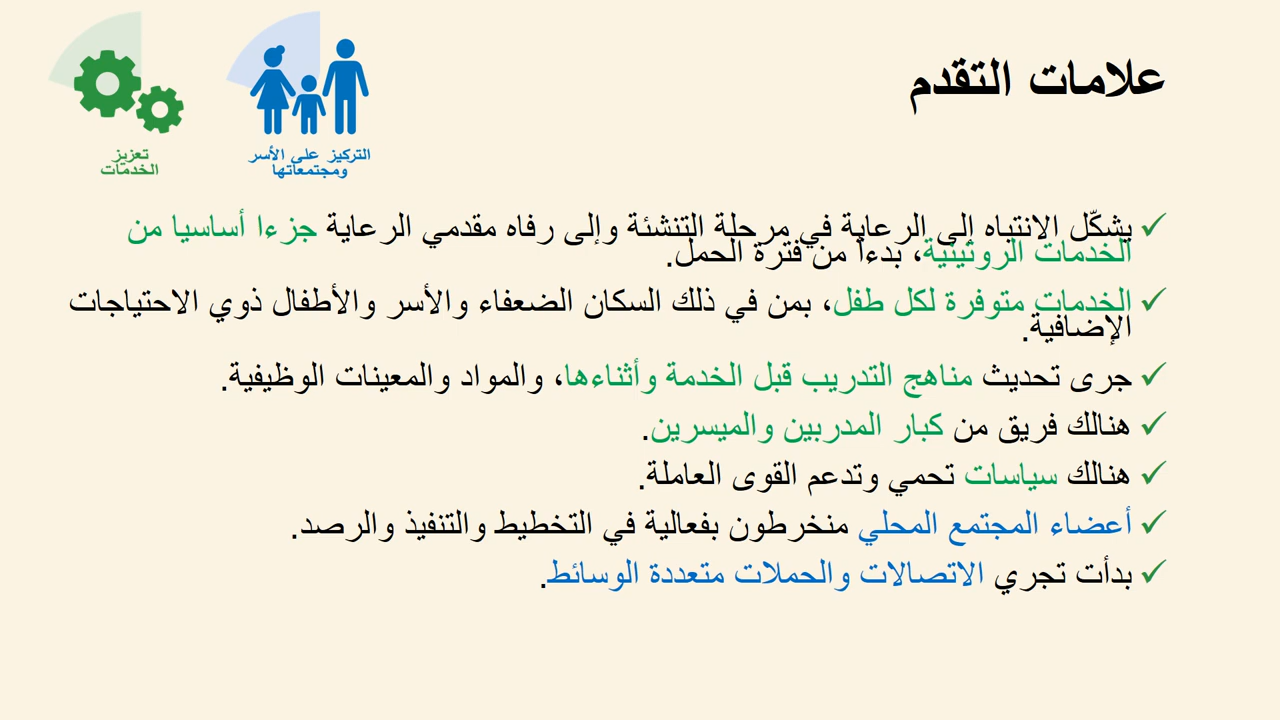 علامات التقدم
التركيز على الأسر
ومجتمعاتها
تعزيز
الخدمات
يشكّل الانتباه إلى الرعاية في مرحلة التنشئة وإلى رفاه مقدمي الرعاية جزءا أساسيا من
الخدمات الروتينية، بدءاً من فترة الحمل.
الخدمات متوفرة لكل طفل، بمن في ذلك السكان الضعفاء والأسر والأطفال ذوي الاحتياجات
الإضافية.
جرى تحديث مناهج التدريب قبل الخدمة وأثناءها، والمواد والمعينات الوظيفية.
هنالك فريق من كبار المدربين والميسرين.
هنالك سياسات تحمي وتدعم القوى العاملة.
أعضاء المجتمع المحلي منخرطون بفعالية في التخطيط والتنفيذ والرصد.
بدأت تجري الاتصالات والحملات متعددة الوسائط.